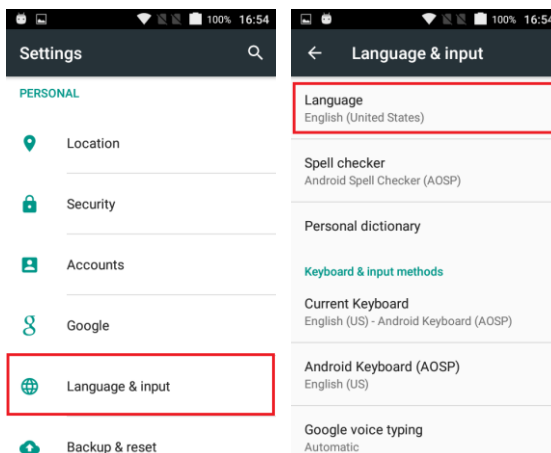 100% 16:54
Settings
PERSONAL
Location
Security
Accounts
Google
Language & input
Backup & reset
100% 16:54
Language & input
Language
English (United States)
Spell checker
Android Spell Checker (AOSP)
Personal dictionary
Keyboard & input methods
Current Keyboard
English (US) - Android Keyboard (AOSP)
Android Keyboard (AOSP)
English (US)
Google voice typing
Automatic